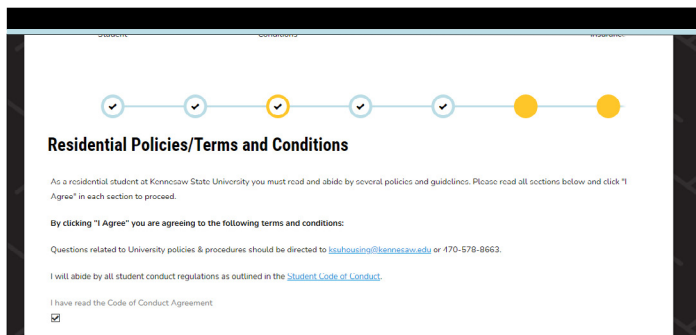 Student Conditions Insurance
Residential Policies/Terms and Conditions
As a residential student at Kennesaw State University you must read and abide by several policies and guidelines. Please read all sections below and click "I
Agree" in each section to proceed.
By clicking "I Agree" you are agreeing to the following terms and conditions:
Questions related to University policies & procedures should be directed to ksuhousing@kennesaw.edu or 470-578-8663.
I will abide by all student conduct regulations as outlined in the Student Code of Conduct.
I have read the Code of Conduct Agreement